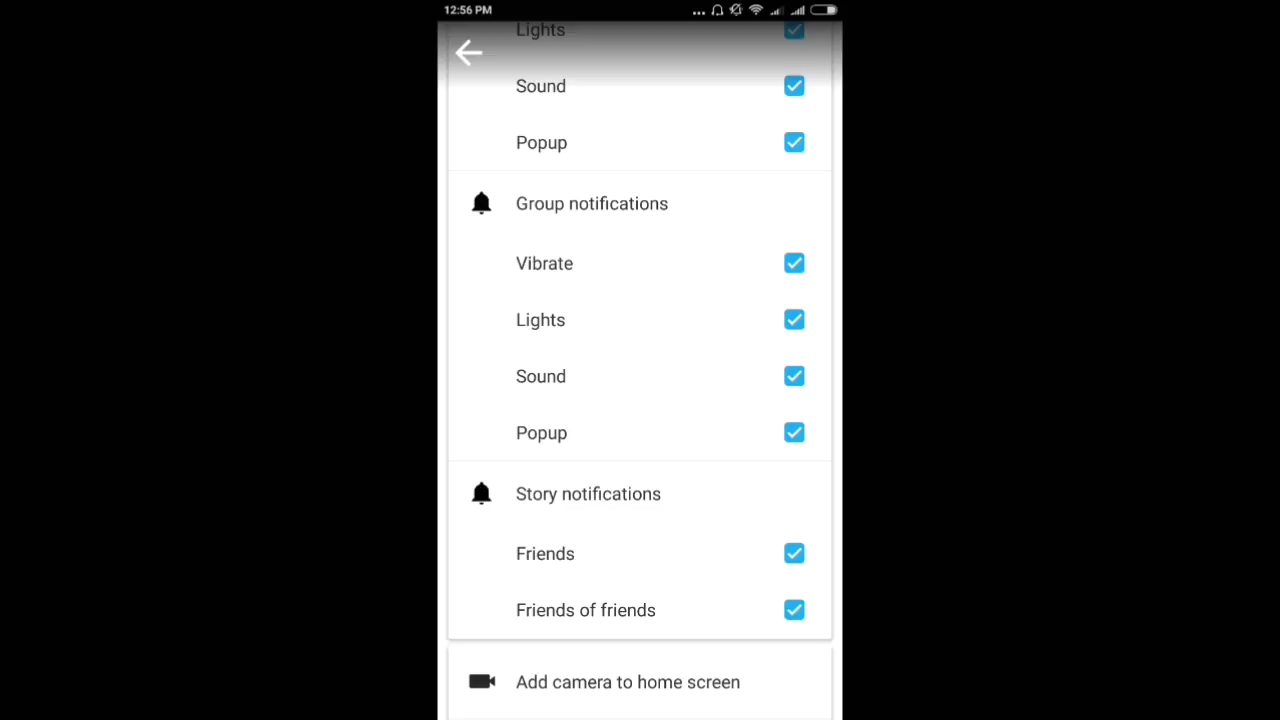 12:56 PM
Lights
Sound
Popup
Group notifications
Vibrate
Lights
Sound
Popup
Story notifications
Friends
Friends of friends
Add camera to home screen